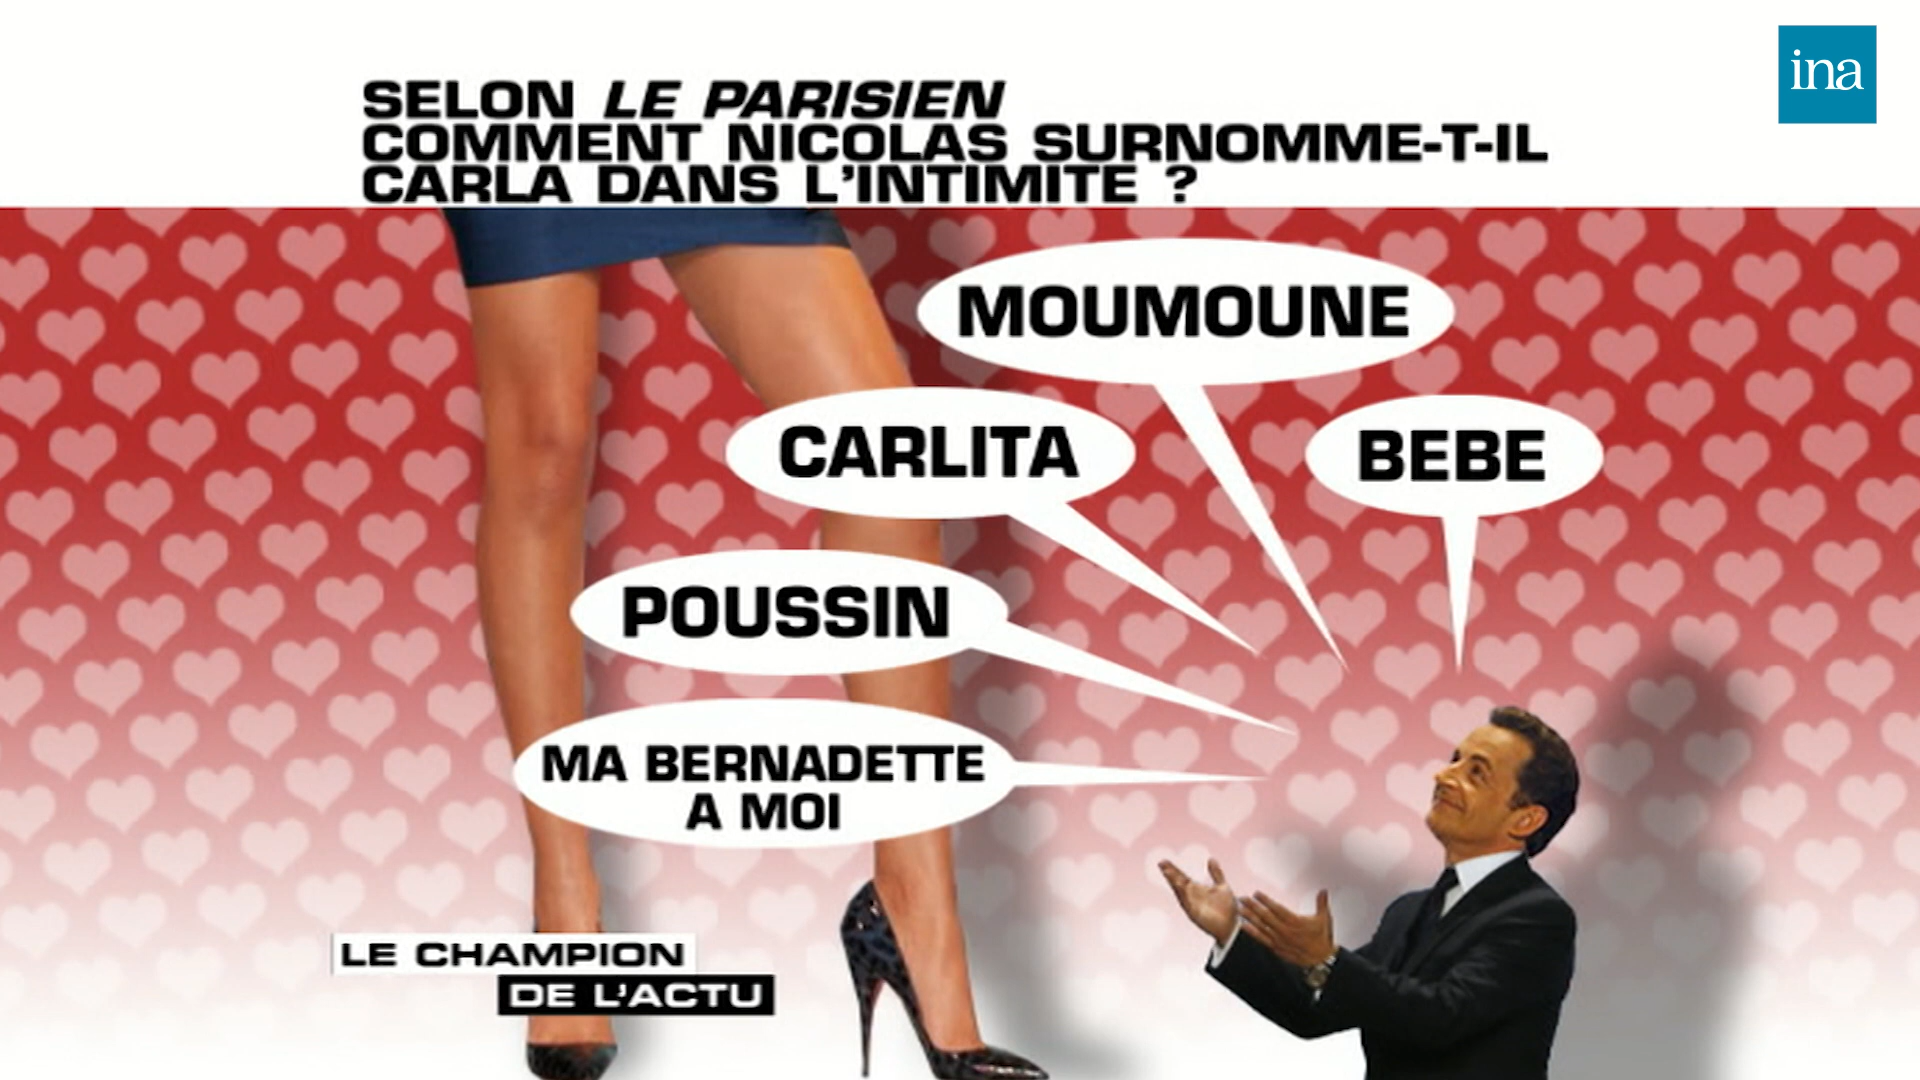 ina
SELON LE PARISIEN
COMMENT NICOLAS SURNOMME-T-IL
CARLA DANS L'INTIMITE ?
MOUMOUNE
CARLITA
BEBE
POUSSIN
MA BERNADETTE
A MOI
LE CHAMPION
DE L'ACTU